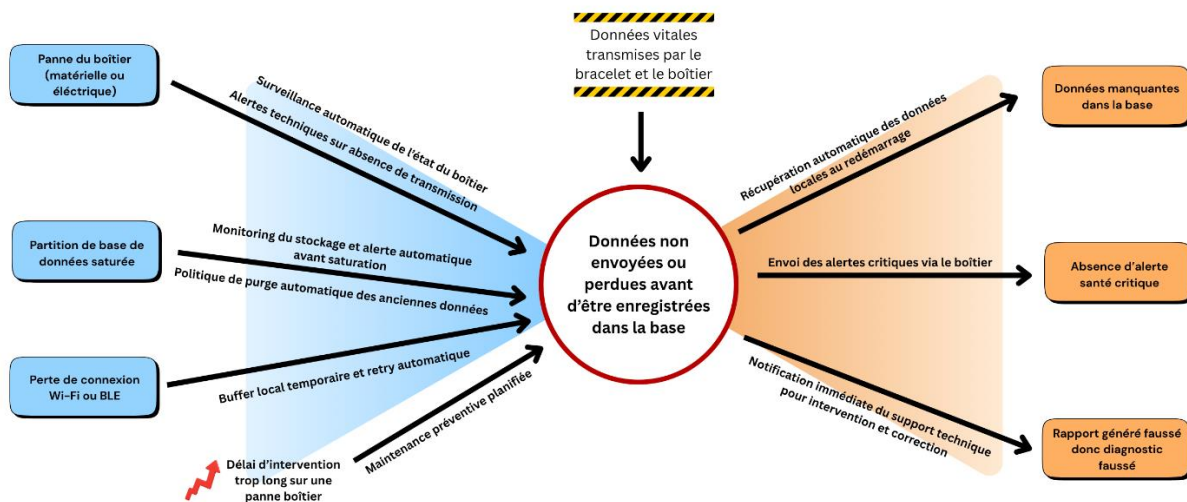 Panne du boîtier
(matérielle ou
éléctrique)
Surveillance automatique de l'état du boîtier
Alertes techniques sur absence de transmission
Partition de base de
données saturée
Monitoring du stockage et alerte automatique
avant saturation
Politique de purge automatique des anciennes données
Perte de connexion
Wi-Fi ou BLE
Buffer local temporaire et retry automatique
Délai d'intervention
trop long sur une
panne boîtier
Maintenance préventive planifiée
Données vitales
transmises par le
bracelet et le boîtier
Données non
envoyées ou
perdues avant
d'être enregistrées
dans la base
Récupération automatique des données
locales au redémarrage
Données manquantes
dans la base
Envoi des alertes critiques via le boîtier
Absence d'alerte
santé critique
Notification immédiate du support technique
pour intervention et correction
Rapport généré faussé
donc diagnostic
faussé